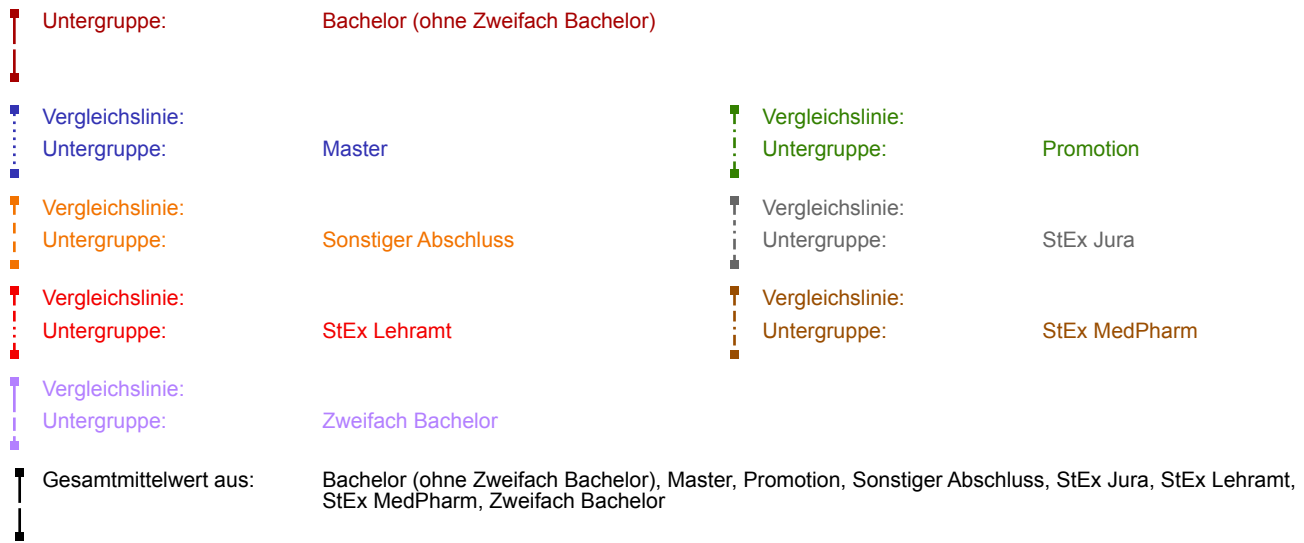 Untergruppe: Bachelor (ohne Zweifach Bachelor)
Vergleichslinie:
Untergruppe: Master
Vergleichslinie:
Untergruppe: Promotion
Vergleichslinie:
Untergruppe: Sonstiger Abschluss
Vergleichslinie:
Untergruppe: StEx Jura
Vergleichslinie:
Untergruppe: StEx Lehramt
Vergleichslinie:
Untergruppe: StEx MedPharm
Vergleichslinie:
Untergruppe: Zweifach Bachelor
Gesamtmittelwert aus: Bachelor (ohne Zweifach Bachelor), Master, Promotion, Sonstiger Abschluss, StEx Jura, StEx Lehramt,
StEx MedPharm, Zweifach Bachelor